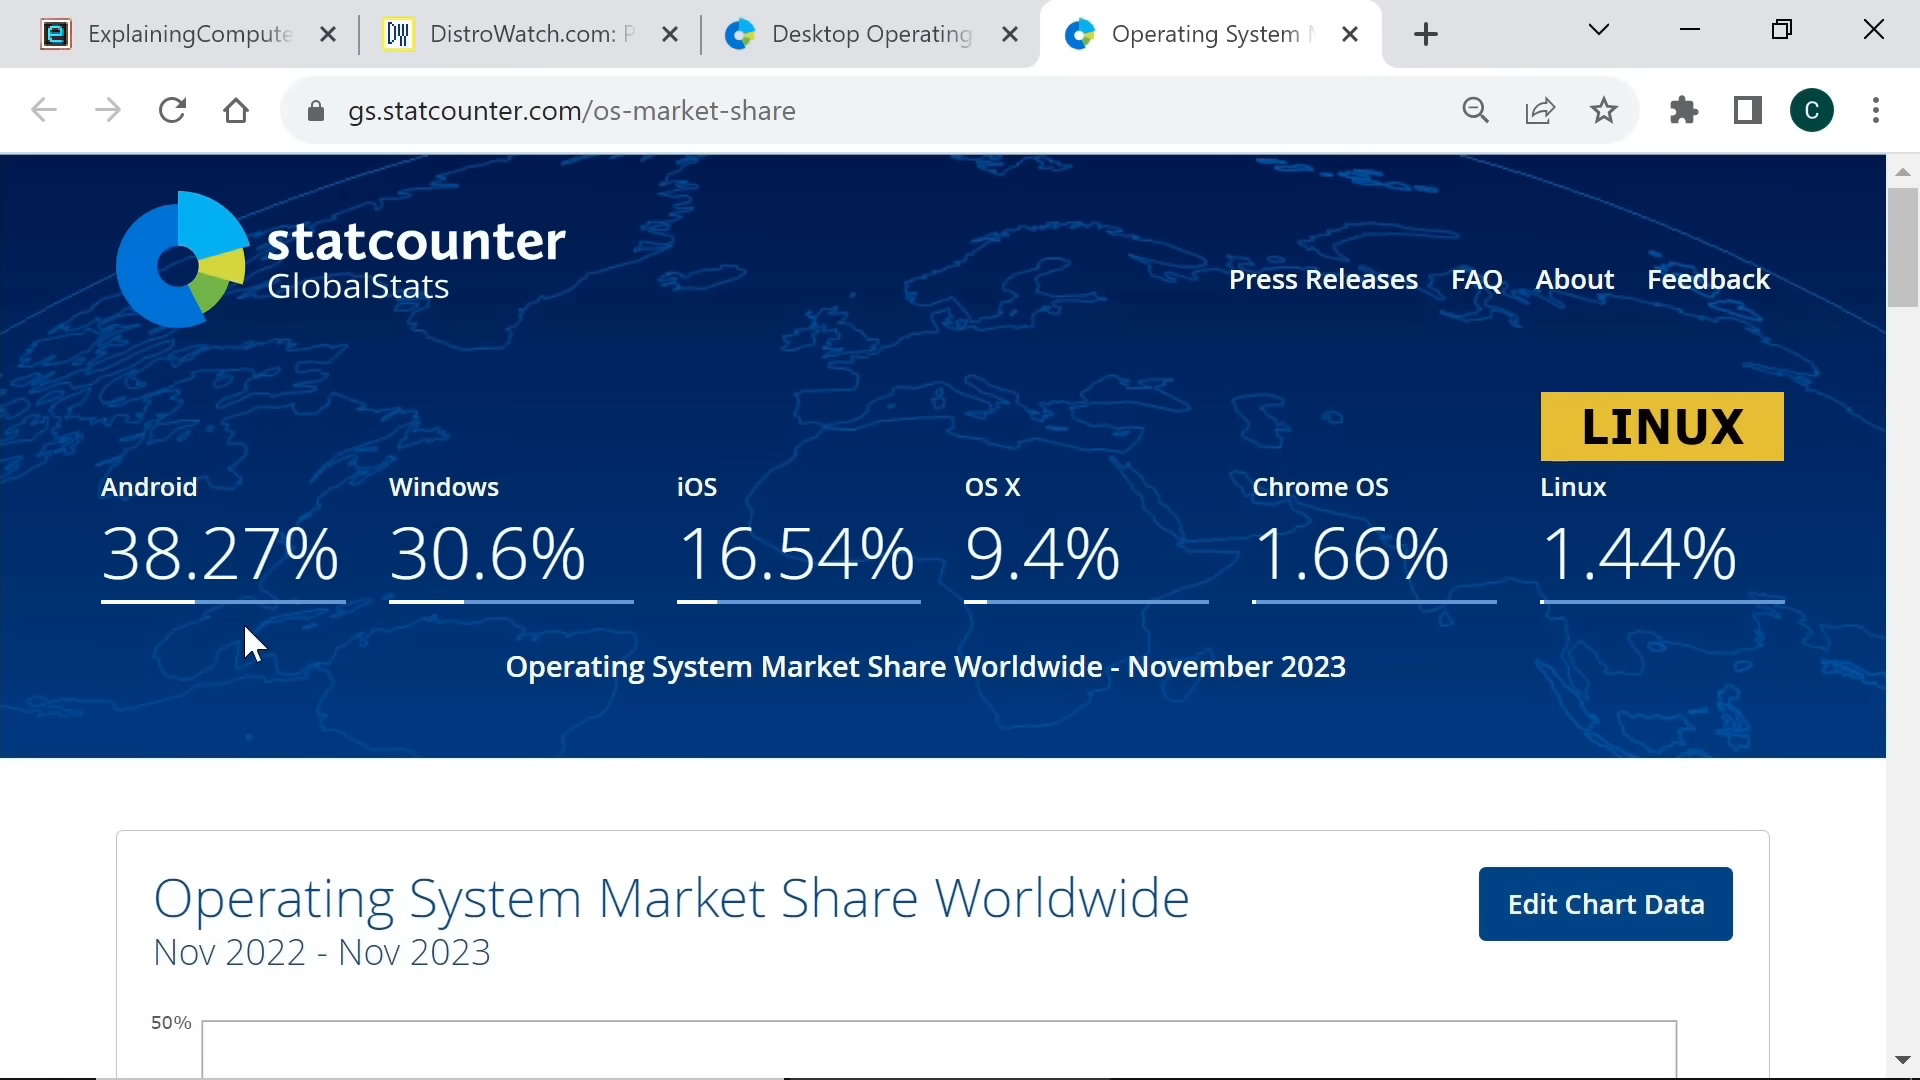 ExplainingCompute
DistroWatch.com: P
Desktop Operating
Operating System M
gs.statcounter.com/os-market-share
C
statcounter
GlobalStats
Press Releases FAQ About Feedback
LINUX
Android Windows iOS OS X Chrome OS Linux
38.27% 30.6% 16.54% 9.4% 1.66% 1.44%
Operating System Market Share Worldwide - November 2023
Operating System Market Share Worldwide
Edit Chart Data
Nov 2022 - Nov 2023
50%